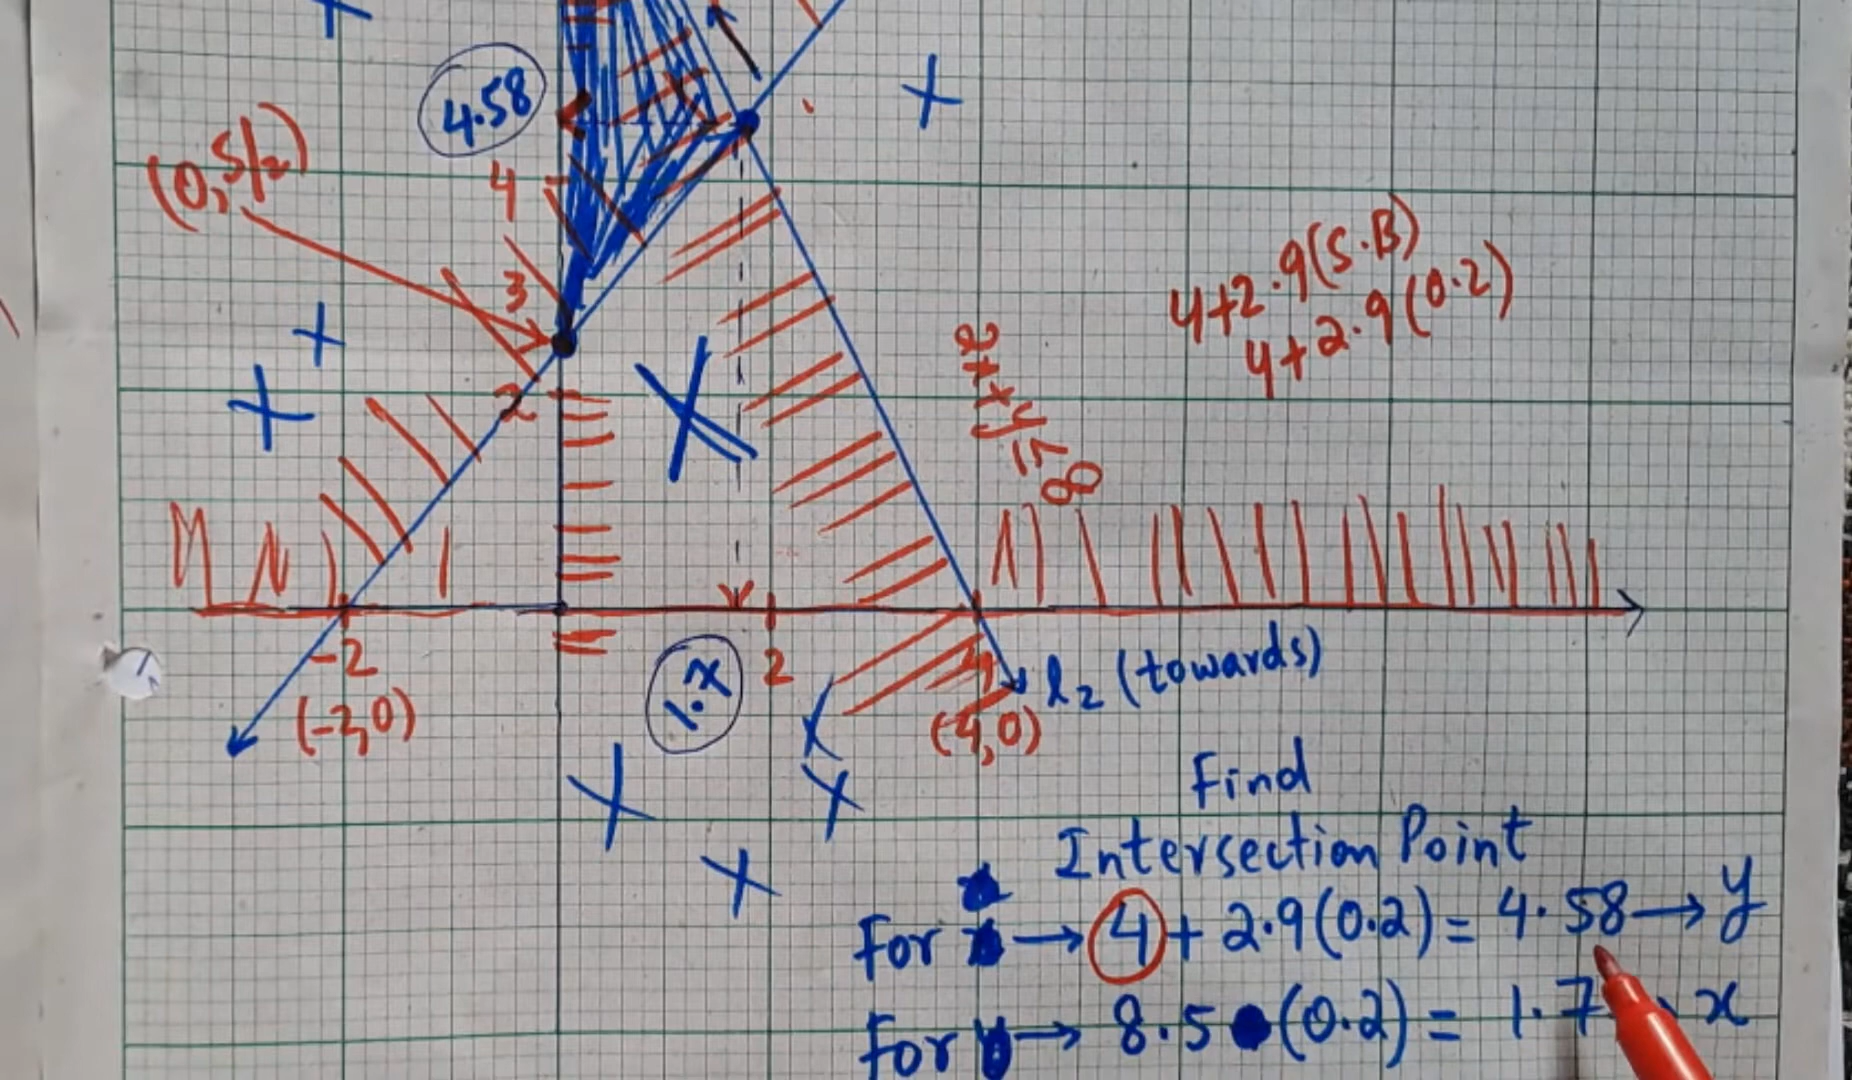 4.58
(0, 5/2)
4
3
2
4+2.9(S.B)
4+2.9(0.2)
2x+y≤8
-2
(-2,0)
1.x
2
4
(4,0)
l₂ (towards)
Find
Intersection Point
For → 4 + 2.9(0.2) = 4.58 → y
For y → 8.5 (0.2) = 1.7 x